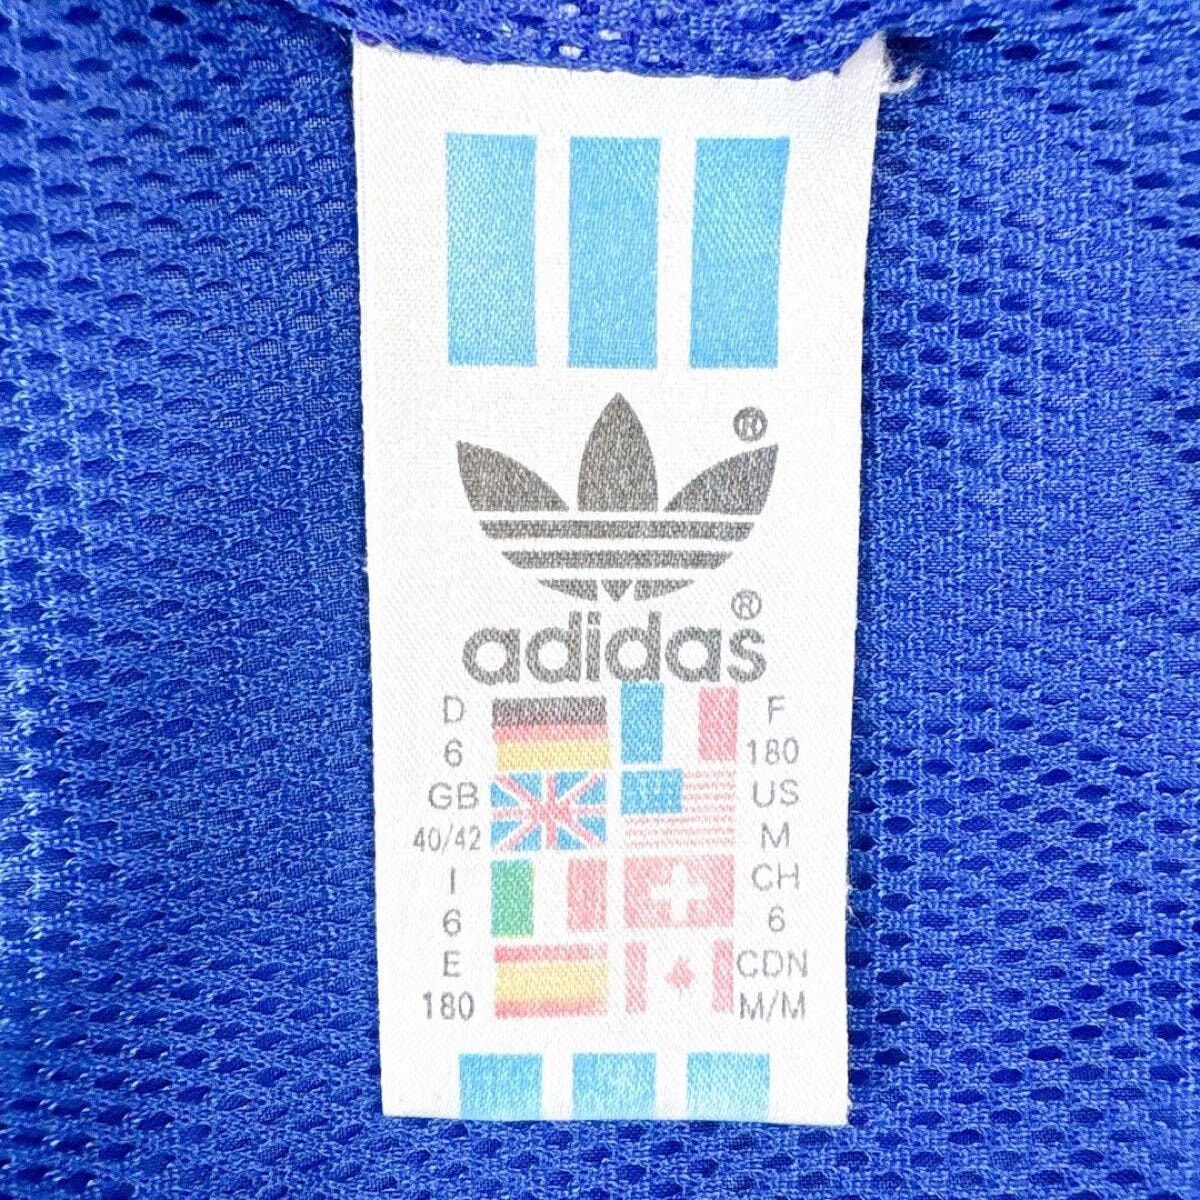 ®
®
adidas
D F
6 180
GB US
40/42 M
I CH
6 6
E CDN
180 M/M